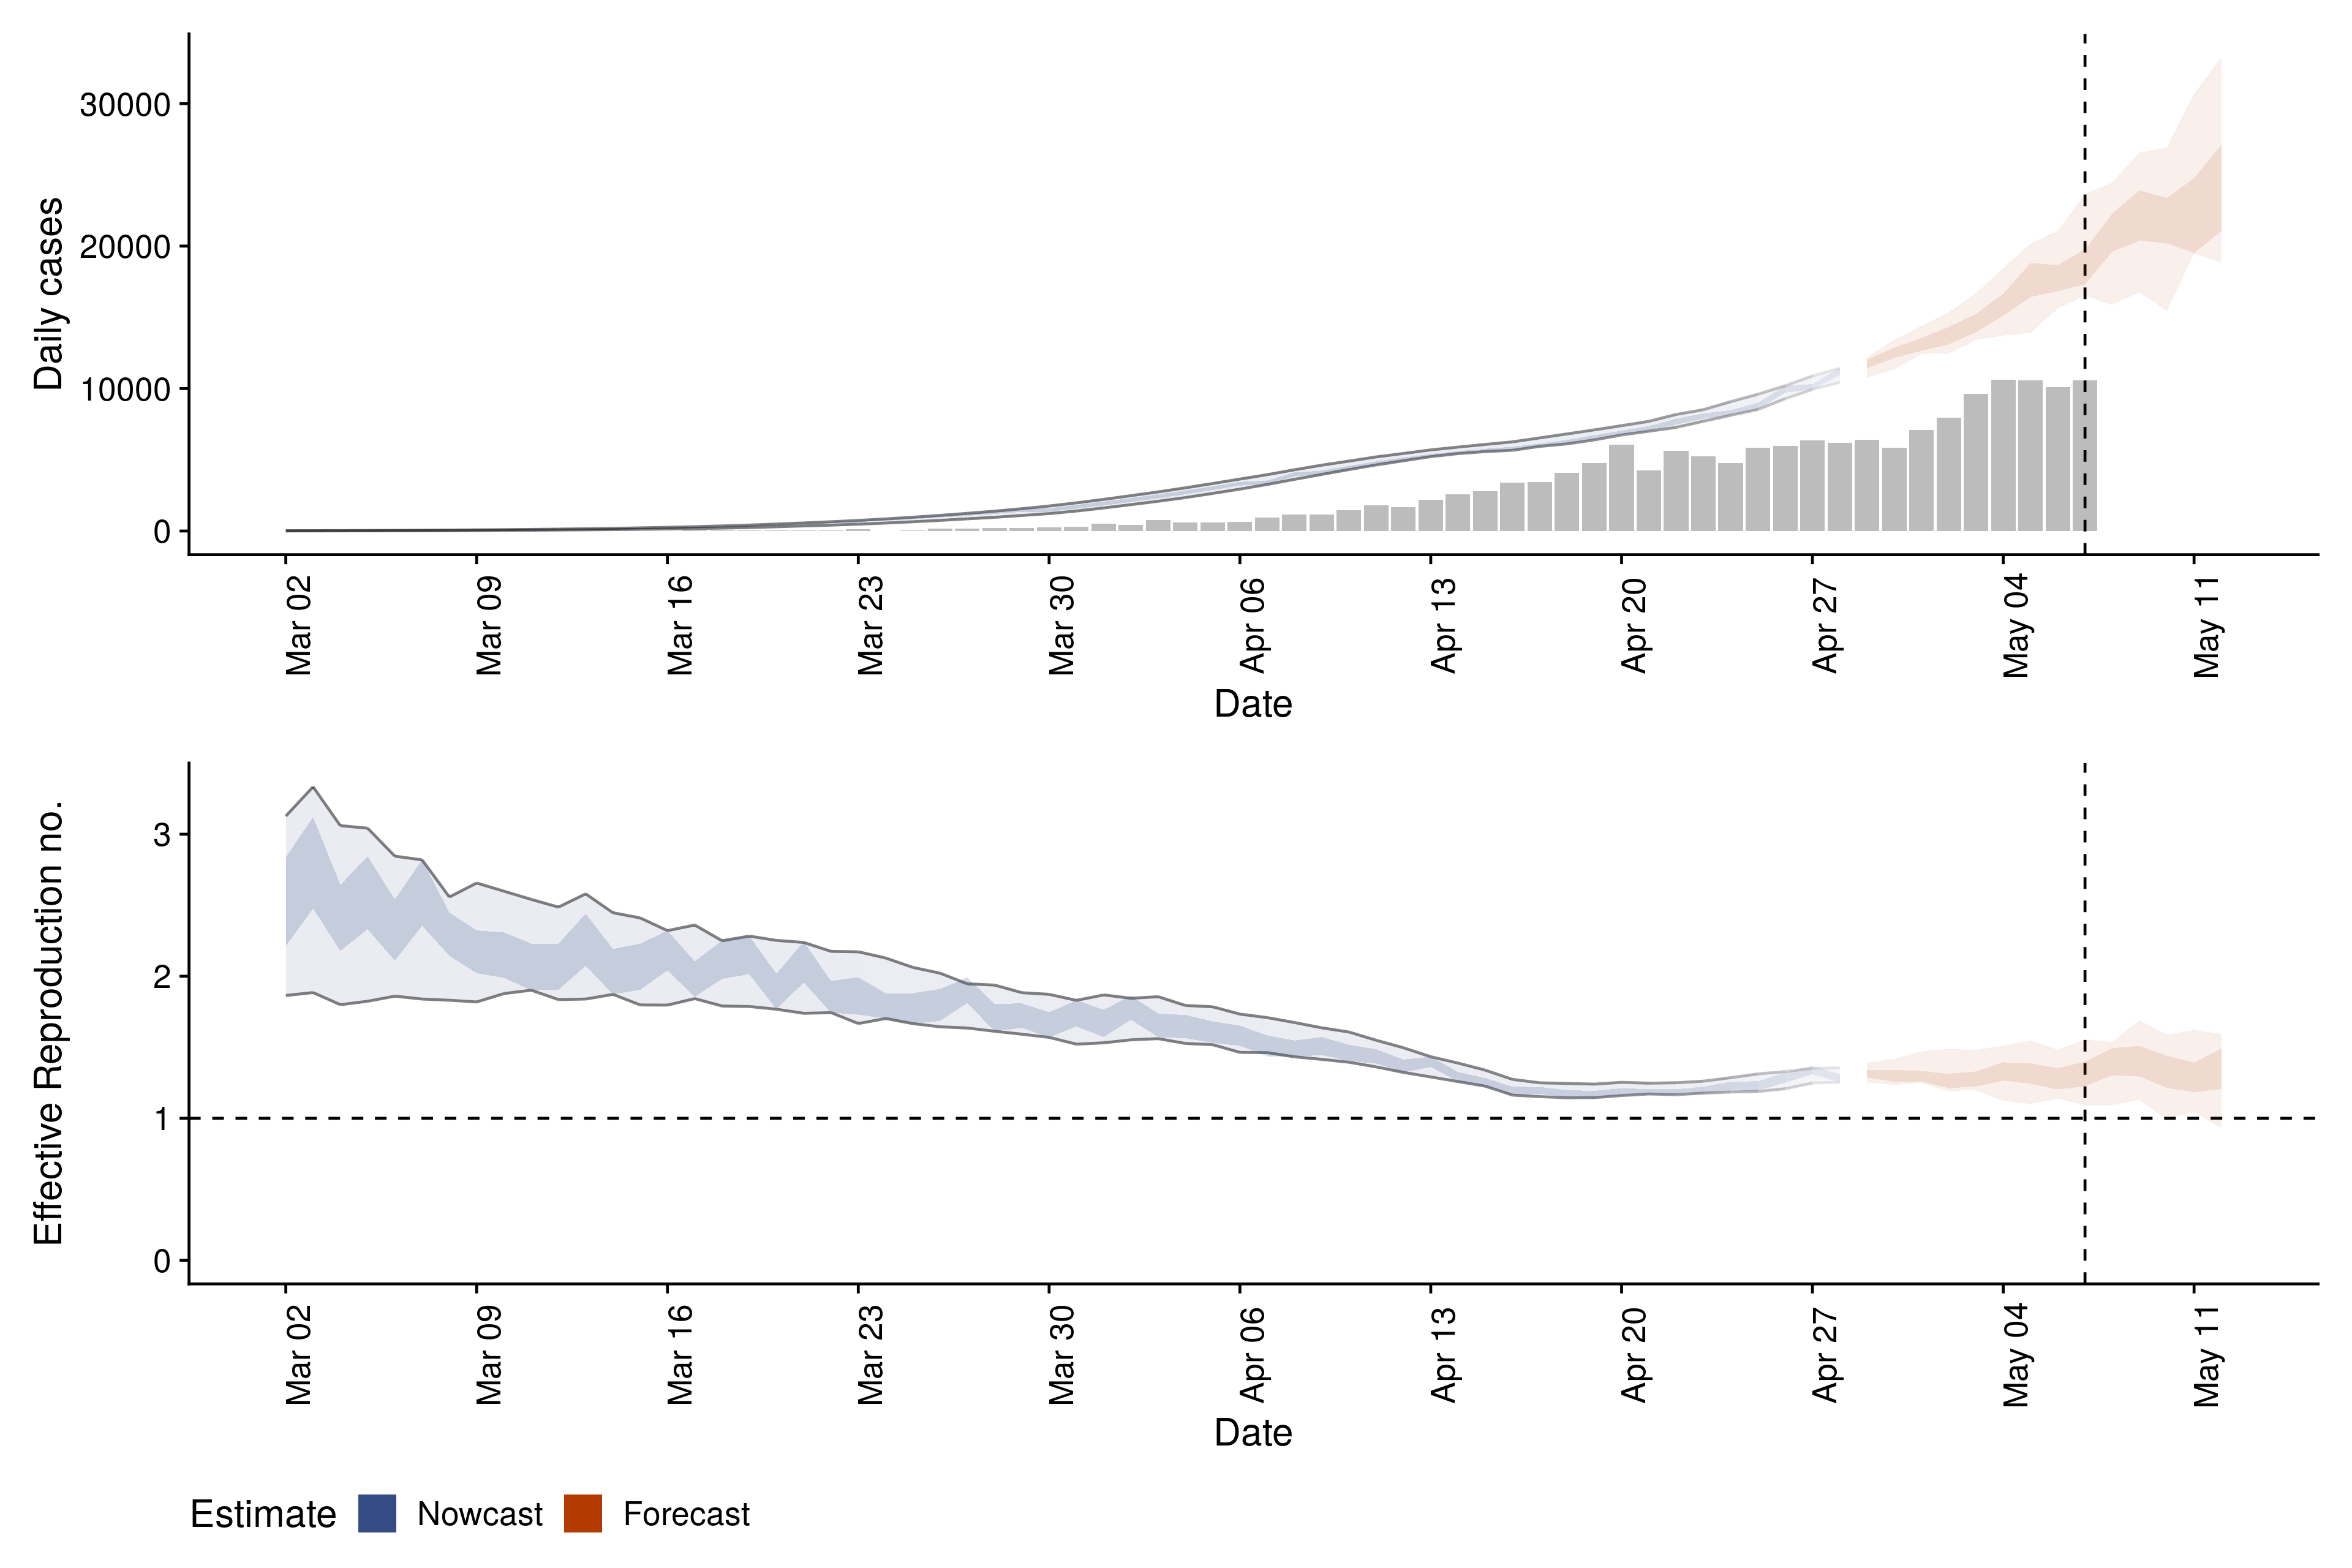 Daily cases
30000
20000
10000
0
Mar 02
Mar 09
Mar 16
Mar 23
Mar 30
Apr 06
Apr 13
Apr 20
Apr 27
May 04
May 11
Date
Effective Reproduction no.
3
2
1
0
Mar 02
Mar 09
Mar 16
Mar 23
Mar 30
Apr 06
Apr 13
Apr 20
Apr 27
May 04
May 11
Date
Estimate Nowcast Forecast